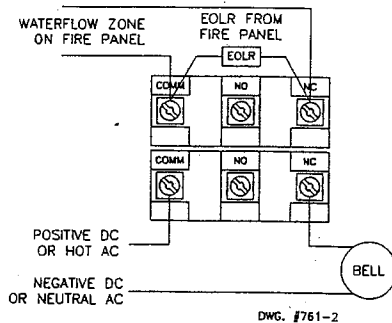 WATERFLOW ZONE
ON FIRE PANEL
EOLR FROM
FIRE PANEL
EOLR
COMM NO NC
COMM NO NC
POSITIVE DC
OR HOT AC
BELL
NEGATIVE DC
OR NEUTRAL AC
DWG. #761-2